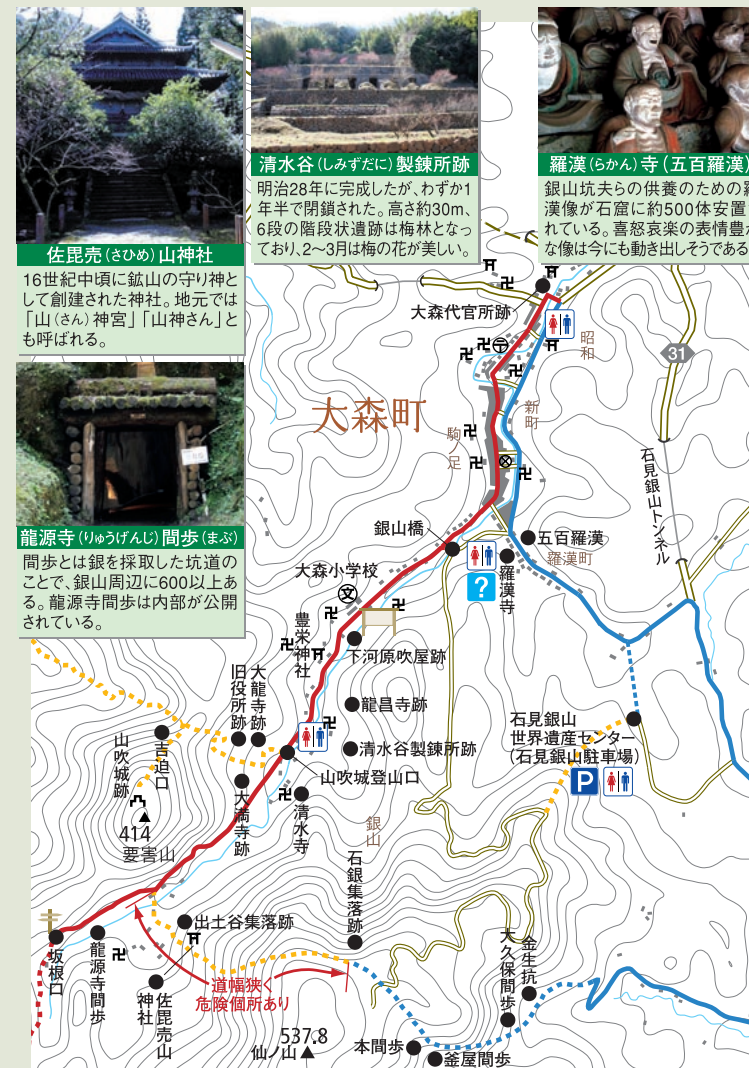 佐毘売(さひめ)山神社
16世紀中頃に鉱山の守り神と
して創建された神社。地元では
「山(さん)神宮」「山神さん」と
も呼ばれる。
清水谷(しみずだに)製錬所跡
明治28年に完成したが、わずか1
年半で閉鎖された。高さ約30m、
6段の階段状遺跡は梅林となっ
ており、2〜3月は梅の花が美しい。
羅漢(らかん)寺(五百羅漢)
銀山坑夫らの供養のための羅
漢像が石窟に約500体安置
れている。喜怒哀楽の表情豊か
な像は今にも動き出しそうである
龍源寺(りゅうげんじ)間歩(まぶ)
間歩とは銀を採取した坑道の
ことで、銀山周辺に600以上あ
る。龍源寺間歩は内部が公開
されている。
大森代官所跡
昭和
31
大森町
新町
駒ノ足
石見銀山トンネル
銀山橋
五百羅漢
羅漢町
羅漢寺
?
大森小学校
文
豊栄神社
下河原吹屋跡
龍昌寺跡
大龍寺跡
旧役所跡
清水谷製錬所跡
山吹城登山口
石見銀山
世界遺産センター
(石見銀山駐車場)
P
吉迫口
山吹城跡
414
要害山
大満寺跡
清水寺
銀山
石銀集落跡
出土谷集落跡
坂根口
龍源寺間歩
佐毘売山
神社
道幅狭く
危険個所あり
537.8
仙ノ山
本間歩
釜屋間歩
大久保間歩
金生坑